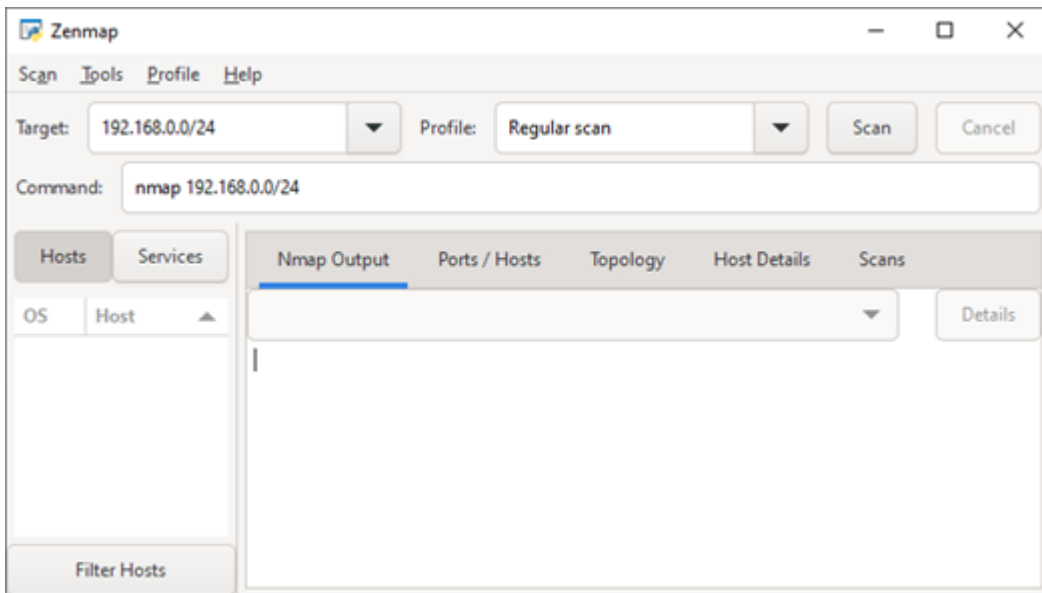 Zenmap
Scan Tools Profile Help
Target: 192.168.0.0/24 Profile: Regular scan Scan Cancel
Command: nmap 192.168.0.0/24
Hosts Services Nmap Output Ports / Hosts Topology Host Details Scans
OS Host Details
Filter Hosts